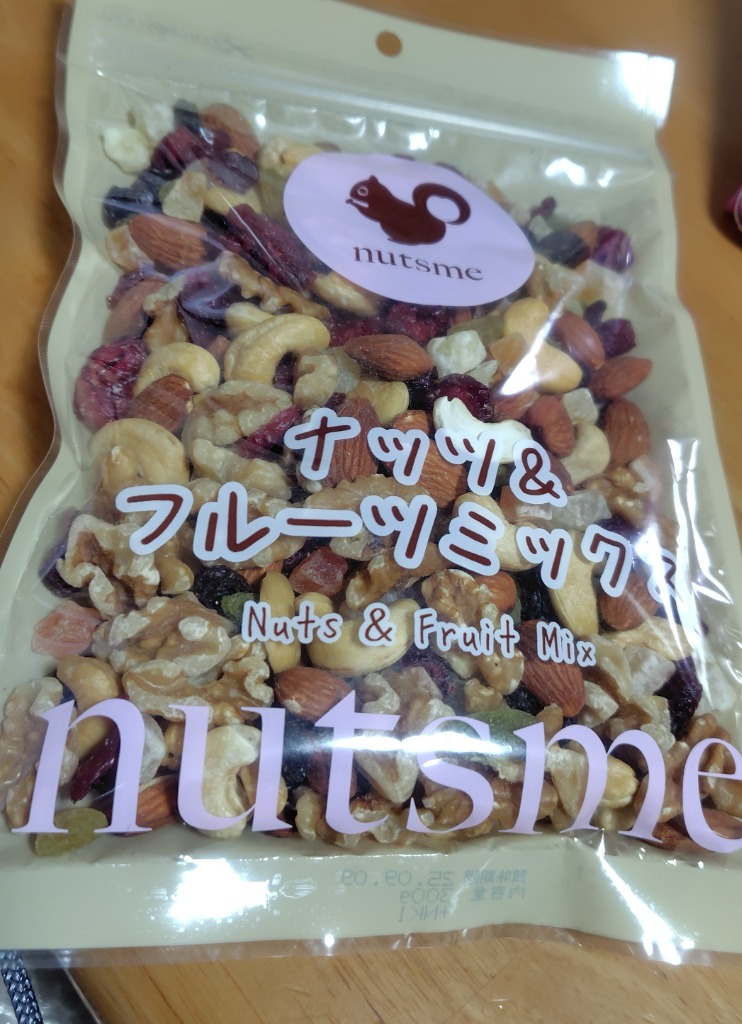 nutsme
ナッツ&
フルーツミックス
Nuts & Fruit Mix
nutsme
賞味期限 25.09.09
内容量 300g
+NK1